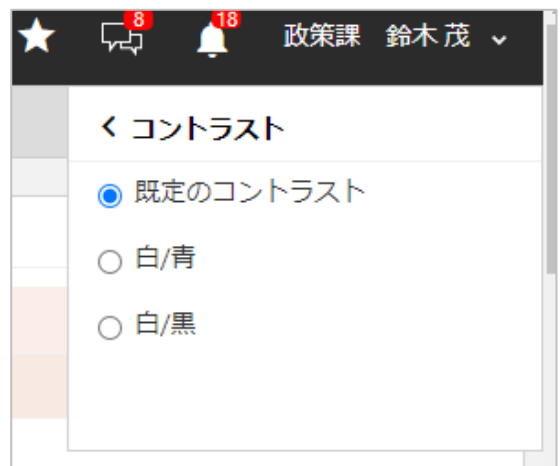 8
18
政策課 鈴木 茂
コントラスト
既定のコントラスト
白/青
白/黒